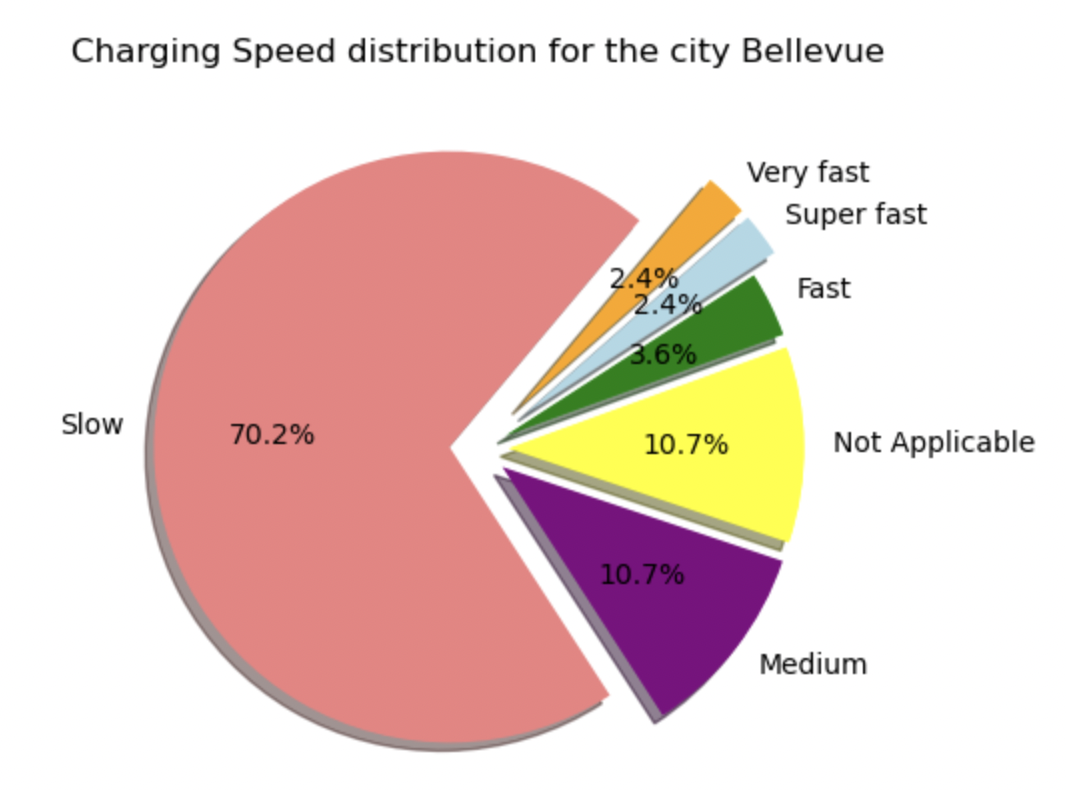 Charging Speed distribution for the city Bellevue
Very fast
Super fast
2.4%
Fast
2.4%
3.6%
Slow
70.2%
10.7%
Not Applicable
10.7%
Medium